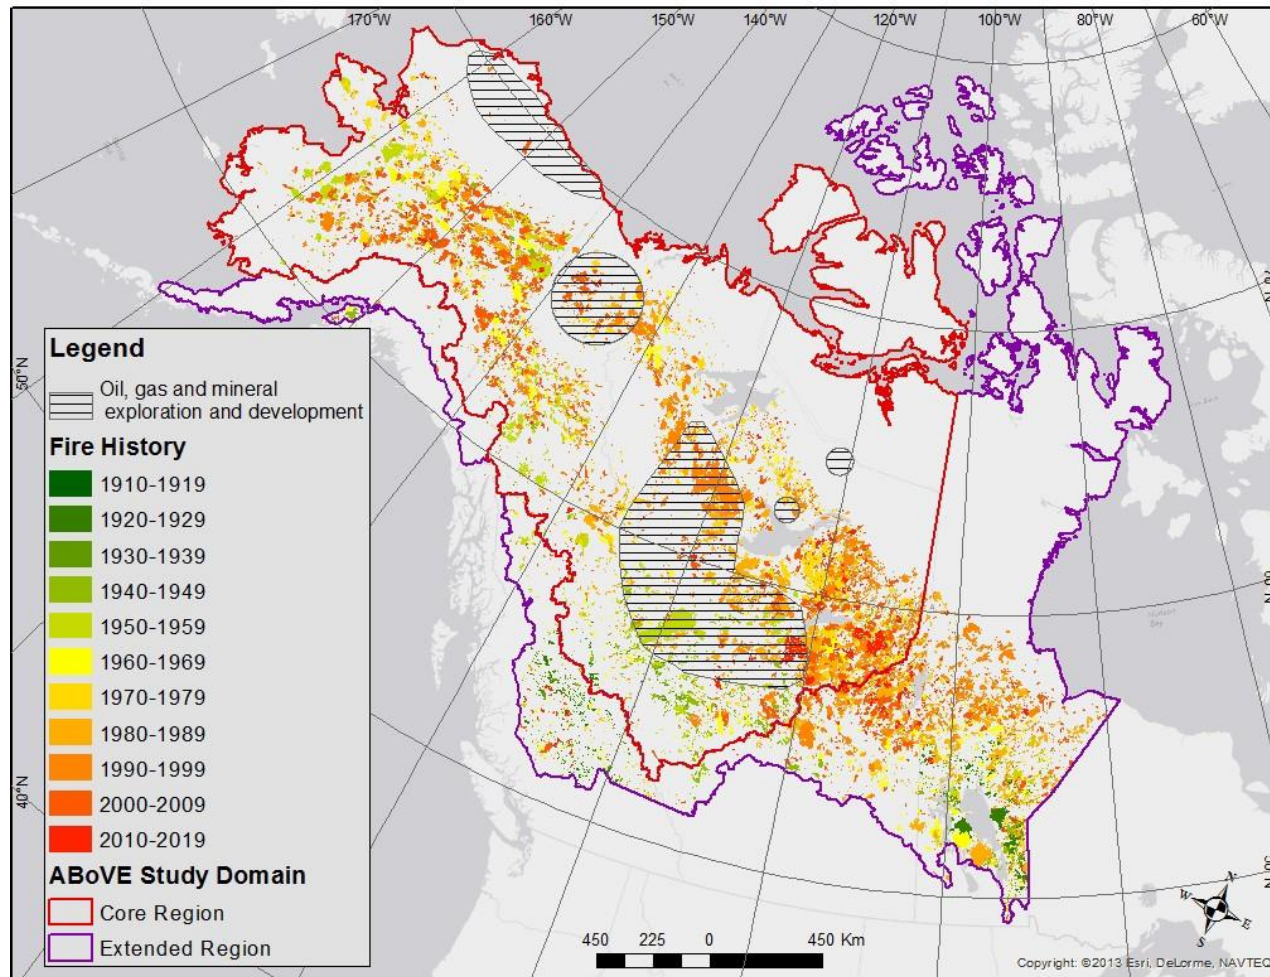 170°W
160°W
150°W
140°W
120°W
100°W
80°W
60°W
50°N
40°N
Legend
Oil, gas and mineral
exploration and development
Fire History
1910-1919
1920-1929
1930-1939
1940-1949
1950-1959
1960-1969
1970-1979
1980-1989
1990-1999
2000-2009
2010-2019
ABoVE Study Domain
Core Region
Extended Region
450 225 0 450 Km
N
W
E
S
Copyright: ©2013 Esri, DeLorme, NAVTEQ